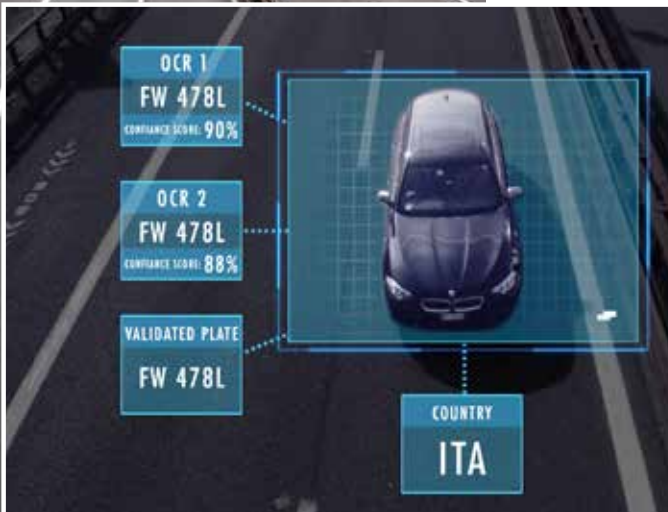 OCR 1
FW 478L
CONFIANCE SCORE: 90%
OCR 2
FW 478L
CONFIANCE SCORE: 88%
VALIDATED PLATE
FW 478L
COUNTRY
ITA